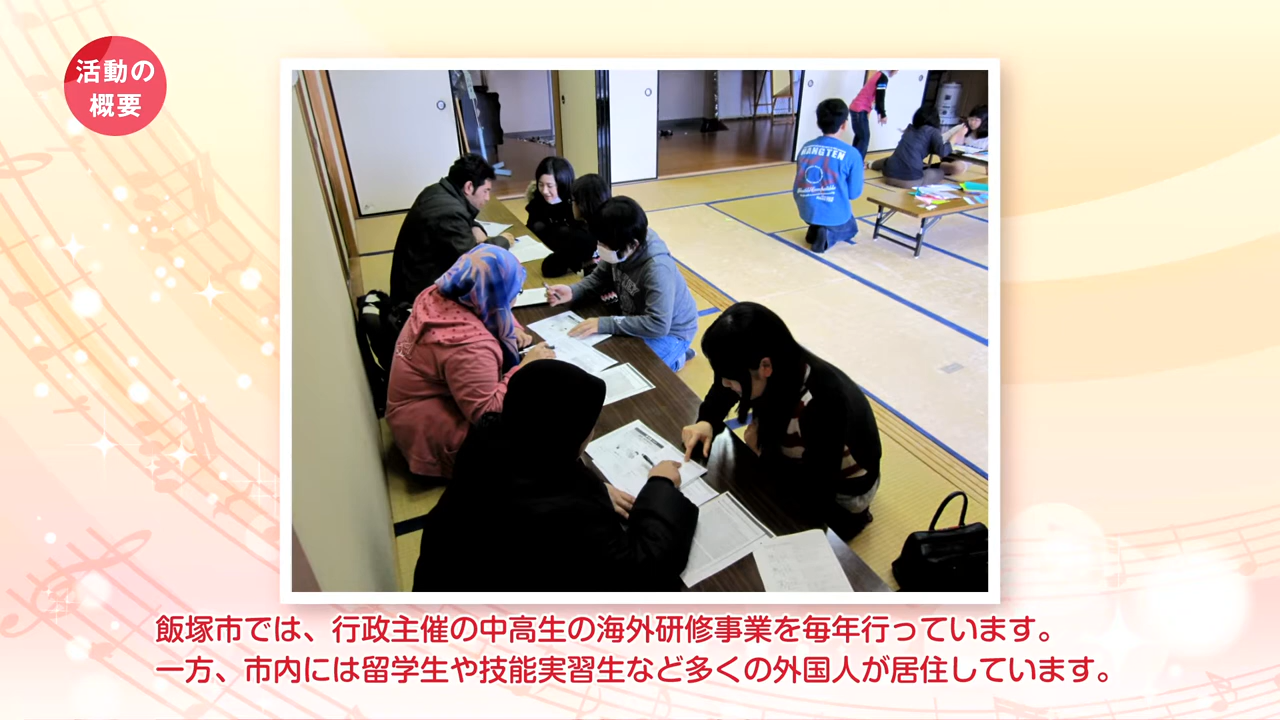 活動の
概要
HANG TEN
飯塚市では、行政主催の中高生の海外研修事業を毎年行っています。
一方、市内には留学生や技能実習生など多くの外国人が居住しています。